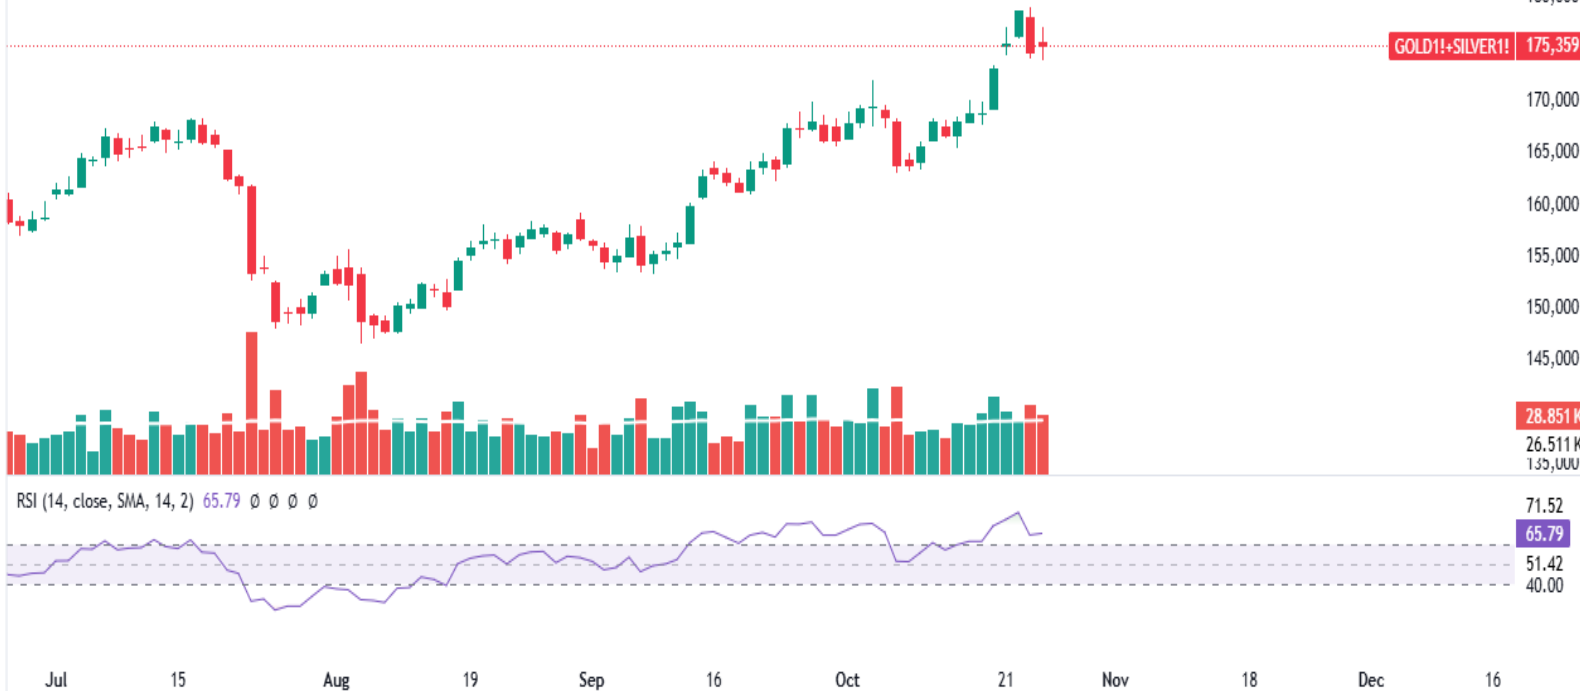 GOLD1!+SILVER1! 175,359
170,000
165,000
160,000
155,000
150,000
145,000
28.851 K
26.511 K
135,000
RSI (14, close, SMA, 14, 2) 65.79 Ø Ø Ø Ø
71.52
65.79
51.42
40.00
Jul 15 Aug 19 Sep 16 Oct 21 Nov 18 Dec 16